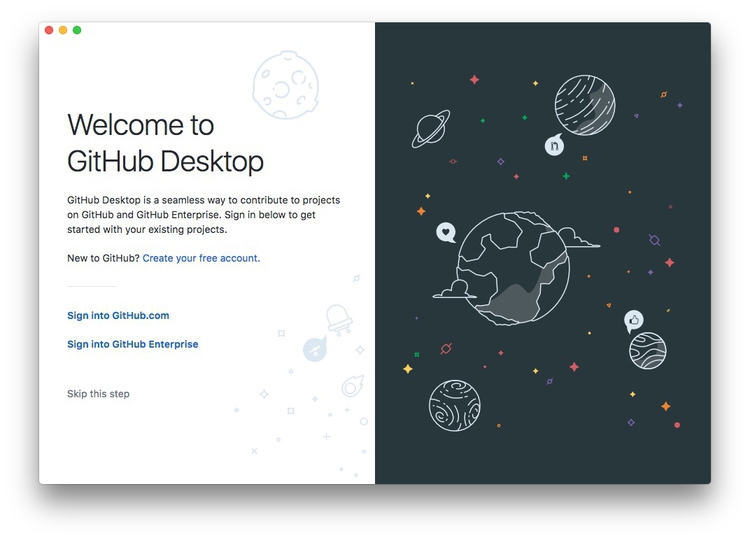 Welcome to
GitHub Desktop
GitHub Desktop is a seamless way to contribute to projects
on GitHub and GitHub Enterprise. Sign in below to get
started with your existing projects.
New to GitHub? Create your free account.
Sign into GitHub.com
Sign into GitHub Enterprise
Skip this step